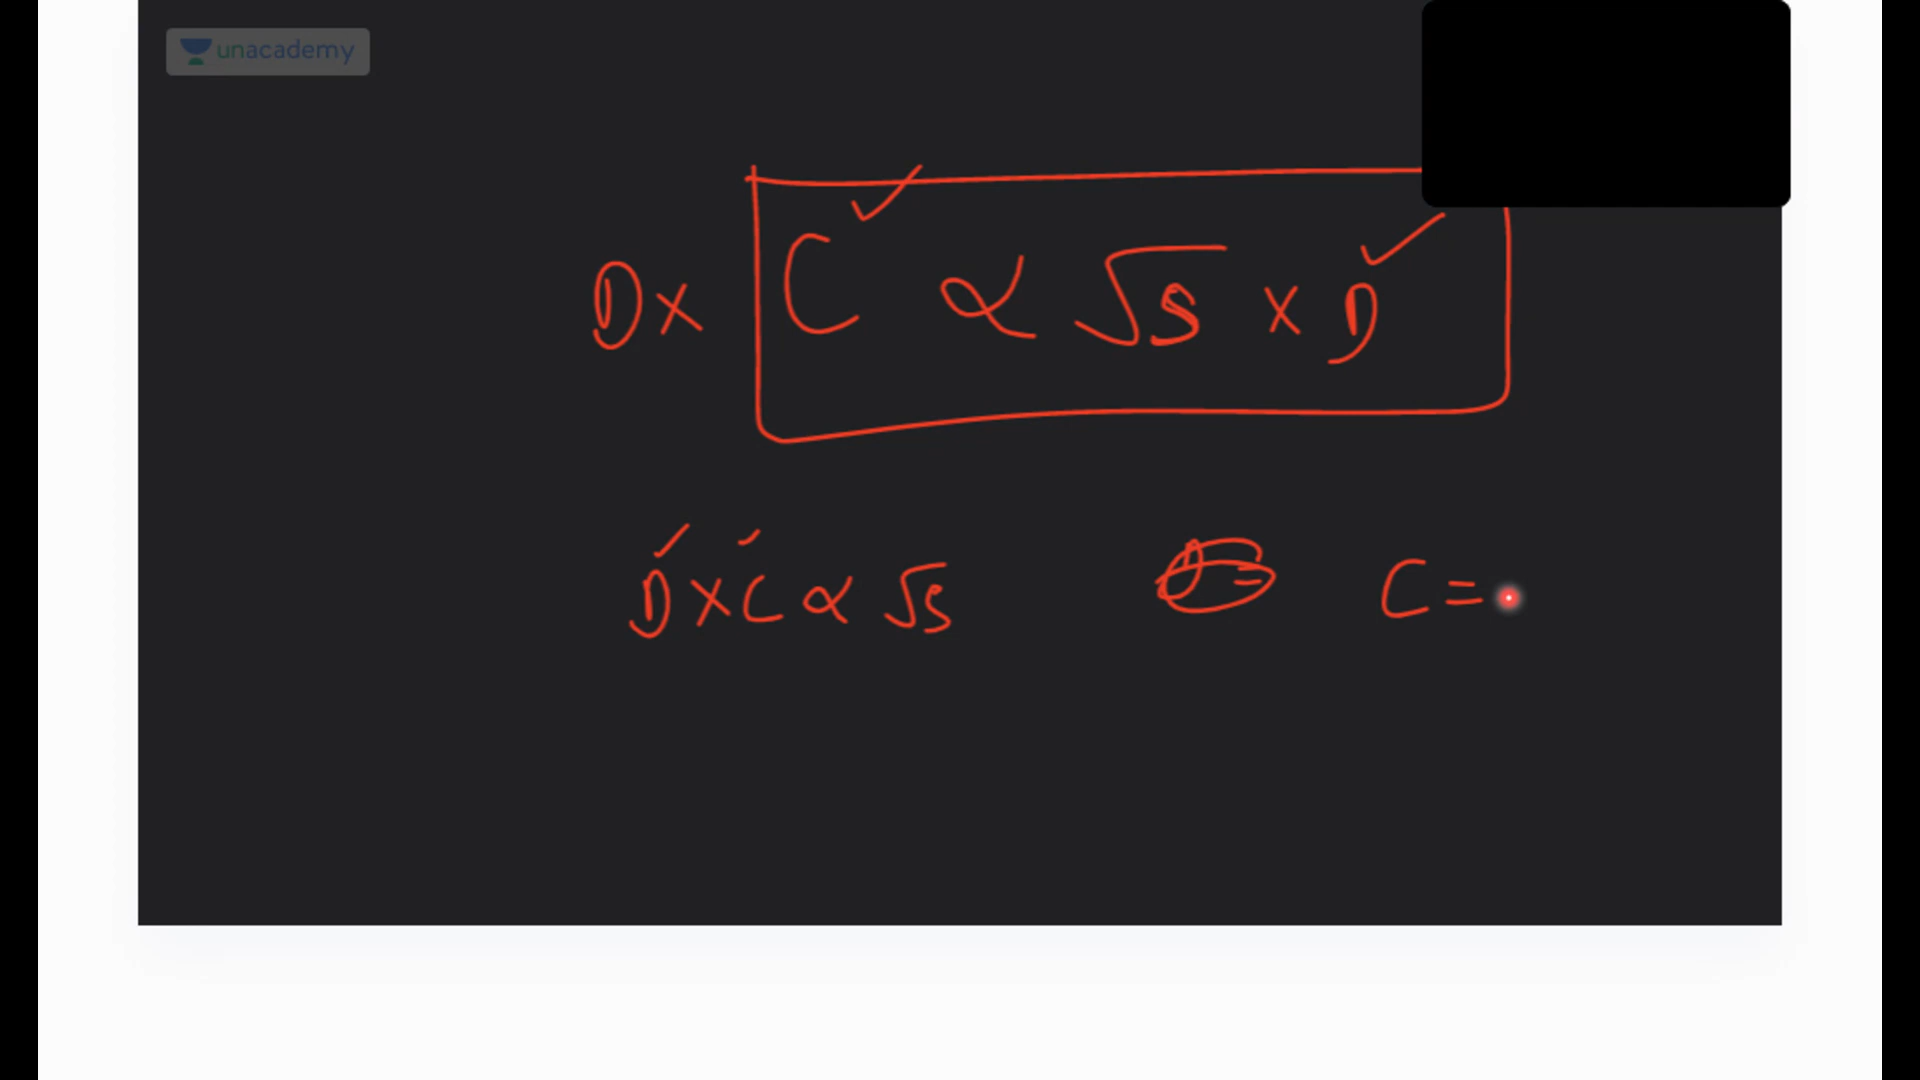 unacademy
D x C ∝ √S x D
D x C ∝ √S D = C =